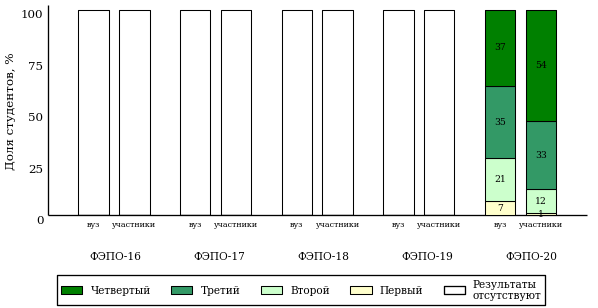 Доля студентов, %
100
75
50
25
0
37
35
21
7
54
33
12
1
вуз участники вуз участники вуз участники вуз участники вуз участники
ФЭПО-16 ФЭПО-17 ФЭПО-18 ФЭПО-19 ФЭПО-20
Четвертый Третий Второй Первый Результаты
отсутствуют